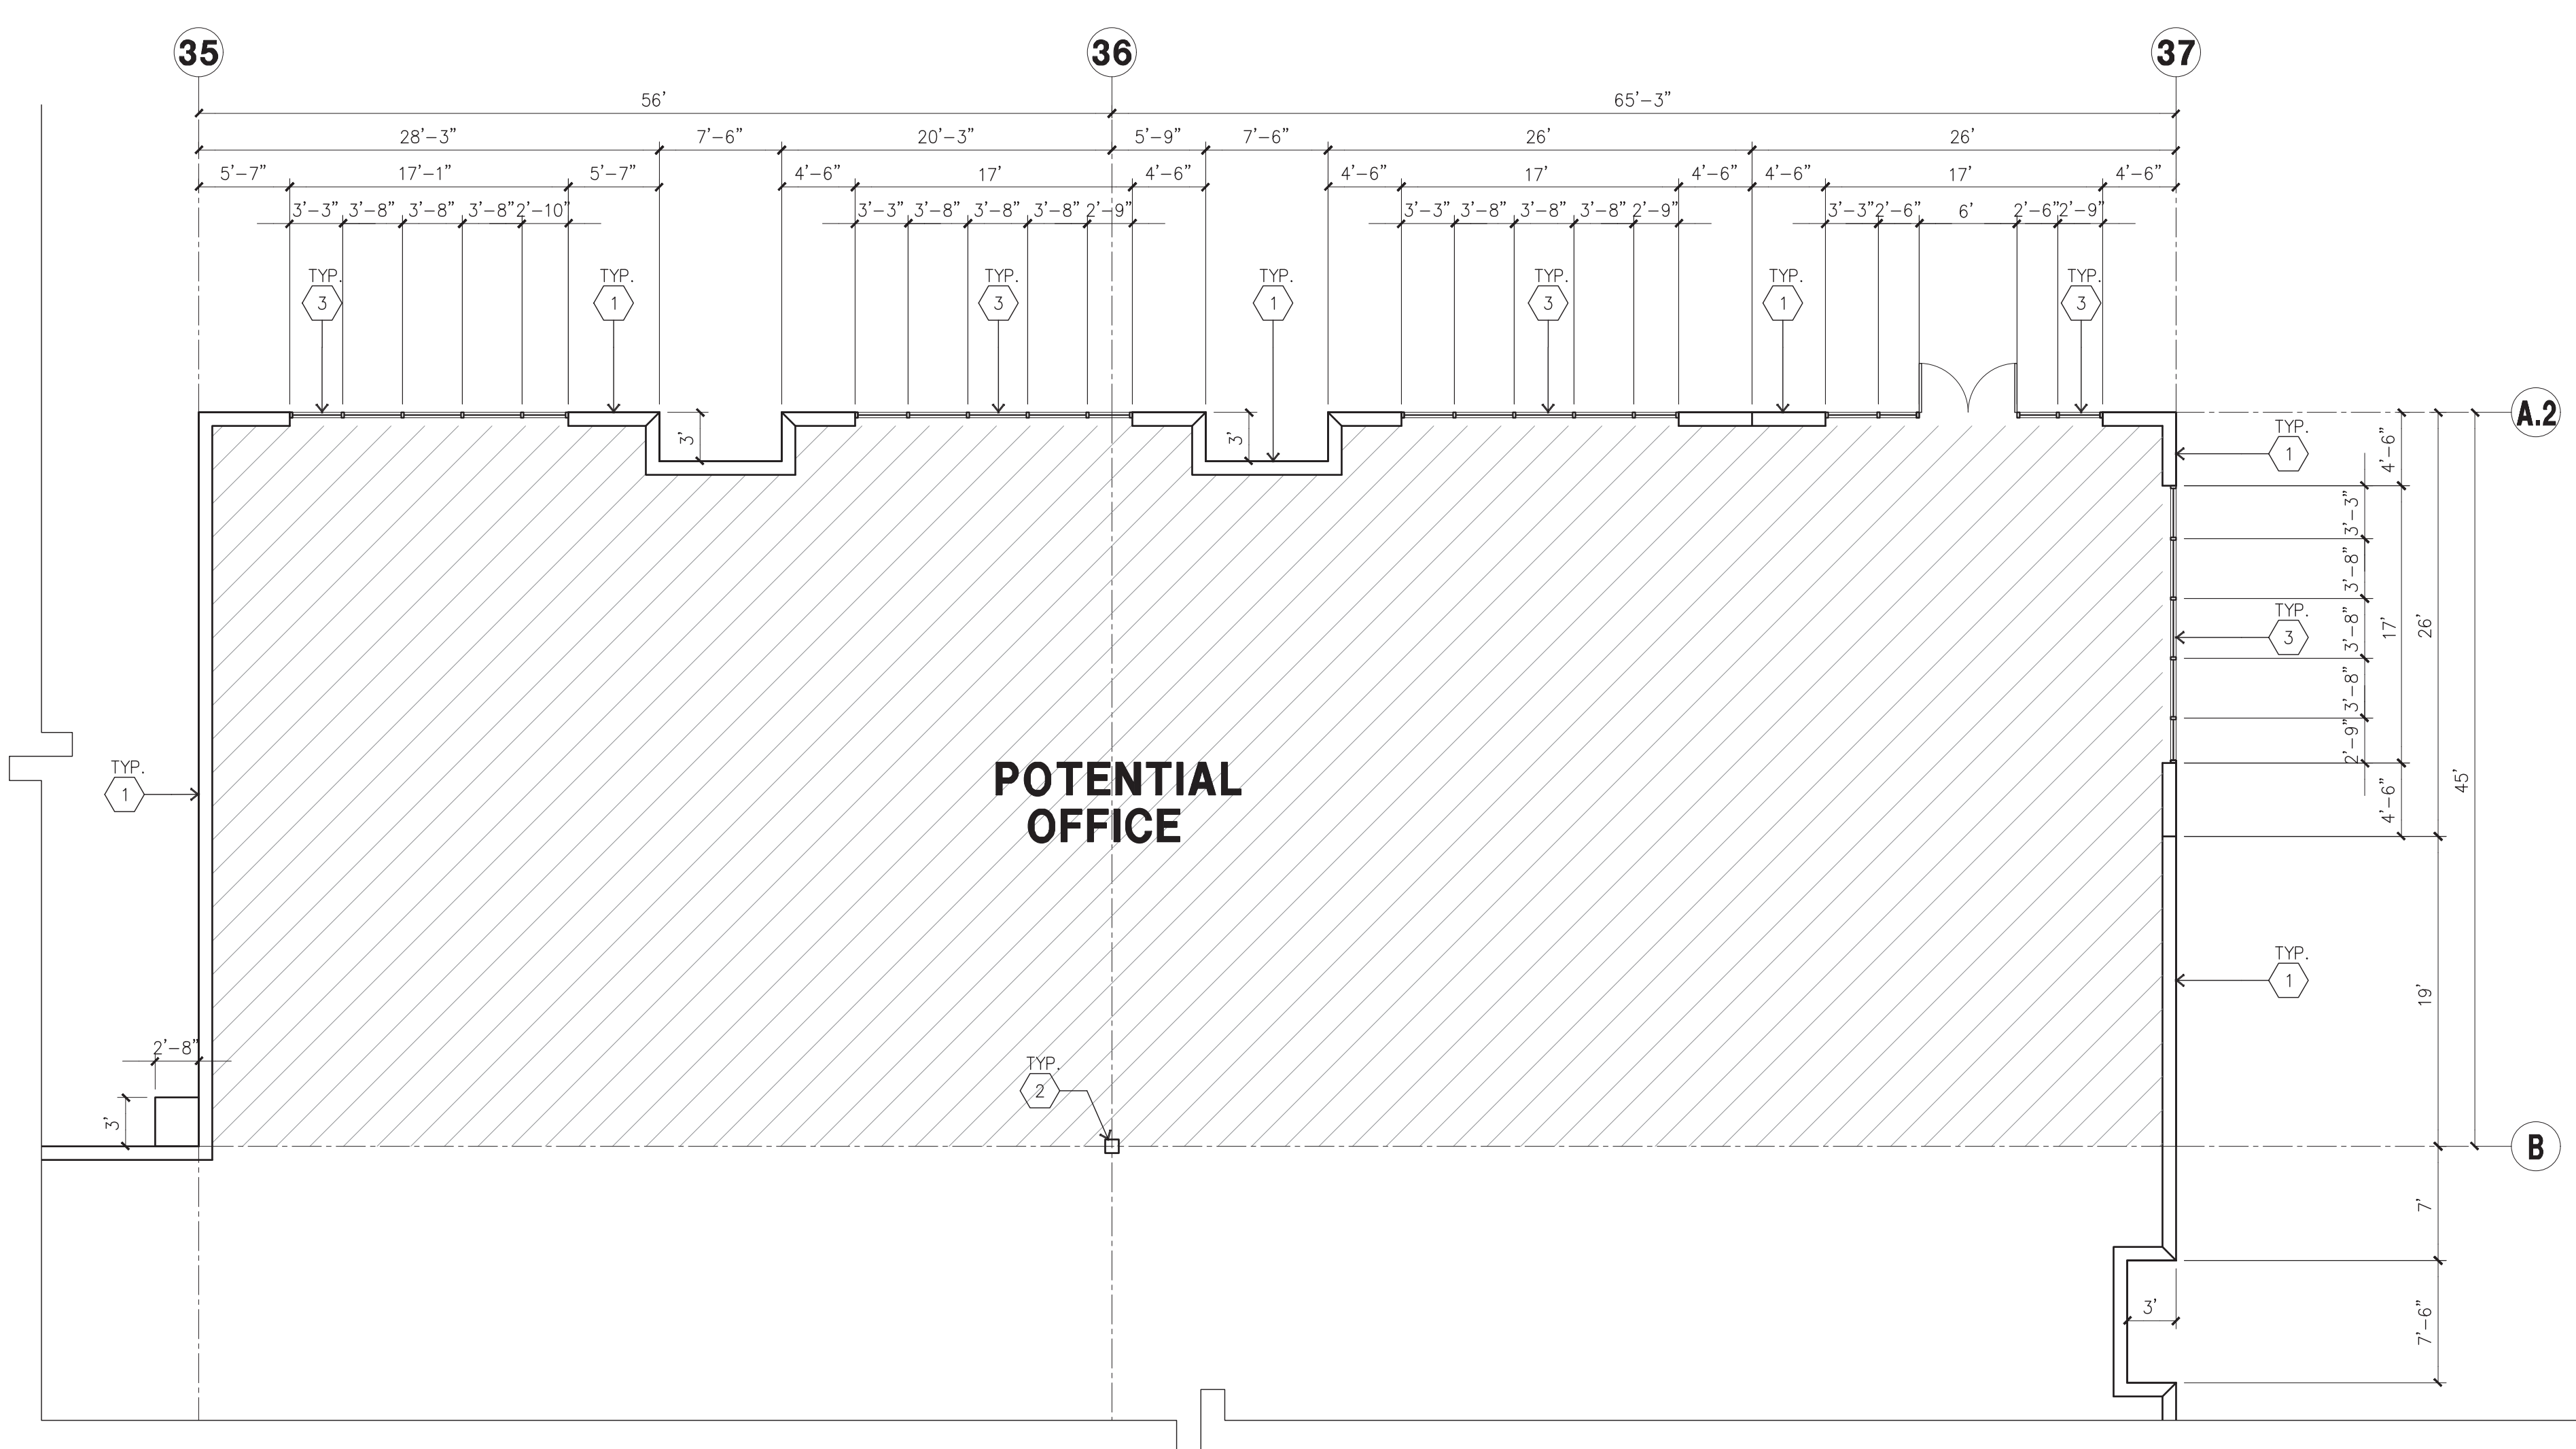 35 36 37
56' 65'-3"
28'-3" 7'-6" 20'-3" 5'-9" 7'-6" 26' 26'
5'-7" 17'-1" 5'-7" 4'-6" 17' 4'-6" 4'-6" 17' 4'-6" 4'-6" 17' 4'-6"
3'-3" 3'-8" 3'-8" 3'-8" 2'-10" 3'-3" 3'-8" 3'-8" 3'-8" 2'-9" 3'-3" 3'-8" 3'-8" 3'-8" 2'-9" 3'-3" 2'-6" 6' 2'-6" 2'-9"
TYP. TYP. TYP. TYP. TYP. TYP. TYP.
3 1 3 1 3 1 3
A.2
3' 3'
TYP.
1
4'-6"
3'-3"
3'-8"
TYP.
3
3'-8"
17'
26'
3'-8"
2'-9"
4'-6"
45'
POTENTIAL
OFFICE
TYP.
1
TYP.
1
19'
2'-8"
3'
TYP.
2
B
7'
3'
7'-6"